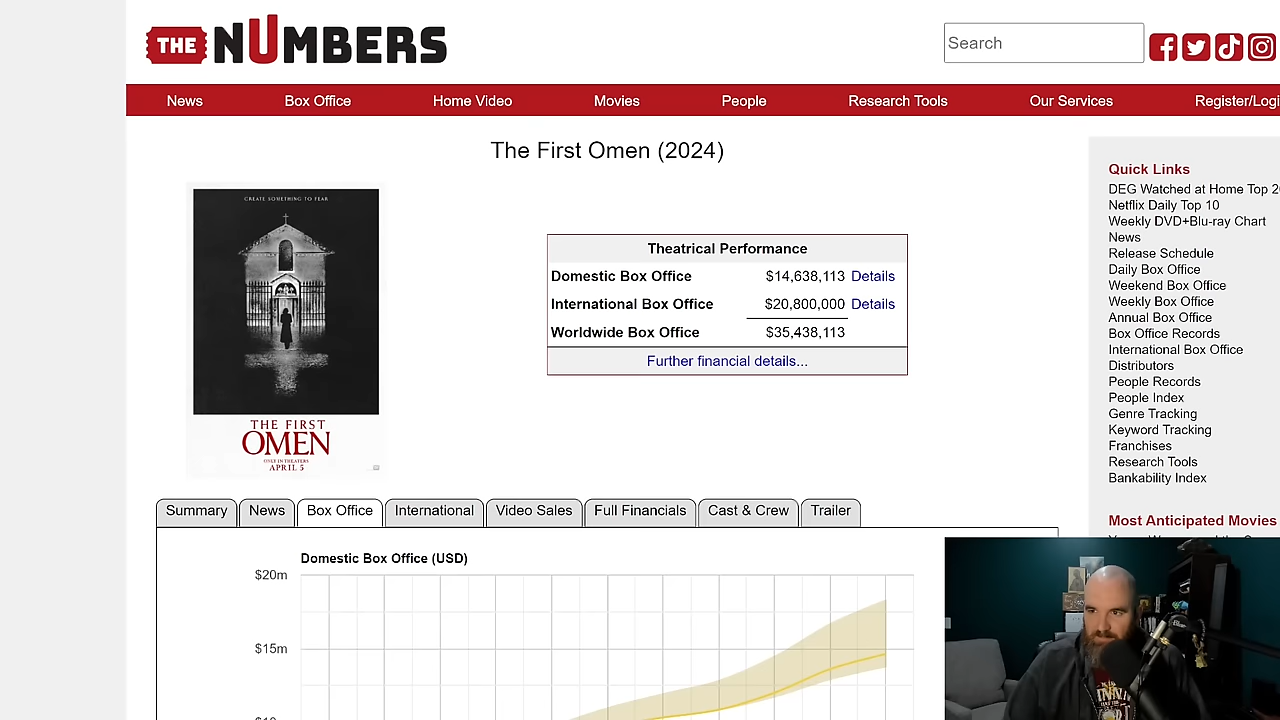 THE NUMBERS
Search
News Box Office Home Video Movies People Research Tools Our Services Register/Logi
The First Omen (2024)
CREATE SOMETHING TO FEAR
THE FIRST
OMEN
ONLY IN THEATERS
APRIL 5
Theatrical Performance
Domestic Box Office $14,638,113 Details
International Box Office $20,800,000 Details
Worldwide Box Office $35,438,113
Further financial details...
Quick Links
DEG Watched at Home Top 2
Netflix Daily Top 10
Weekly DVD+Blu-ray Chart
News
Release Schedule
Daily Box Office
Weekend Box Office
Weekly Box Office
Annual Box Office
Box Office Records
International Box Office
Distributors
People Records
People Index
Genre Tracking
Keyword Tracking
Franchises
Research Tools
Bankability Index
Most Anticipated Movies
Summary News Box Office International Video Sales Full Financials Cast & Crew Trailer
Domestic Box Office (USD)
$20m
$15m